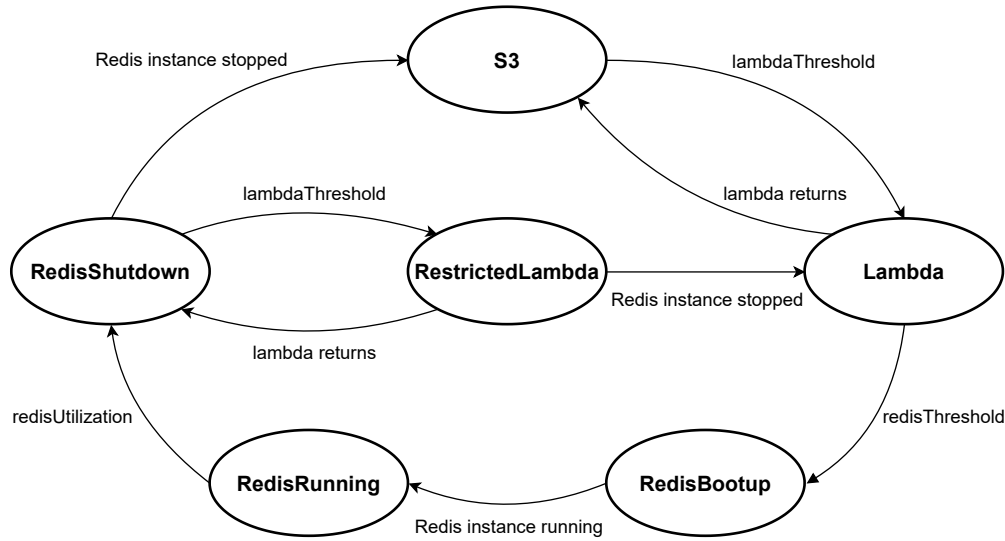 S3
Redis instance stopped
lambdaThreshold
lambda returns
lambdaThreshold
RedisShutdown
RestrictedLambda
Lambda
Redis instance stopped
lambda returns
redisUtilization
redisThreshold
RedisRunning
RedisBootup
Redis instance running